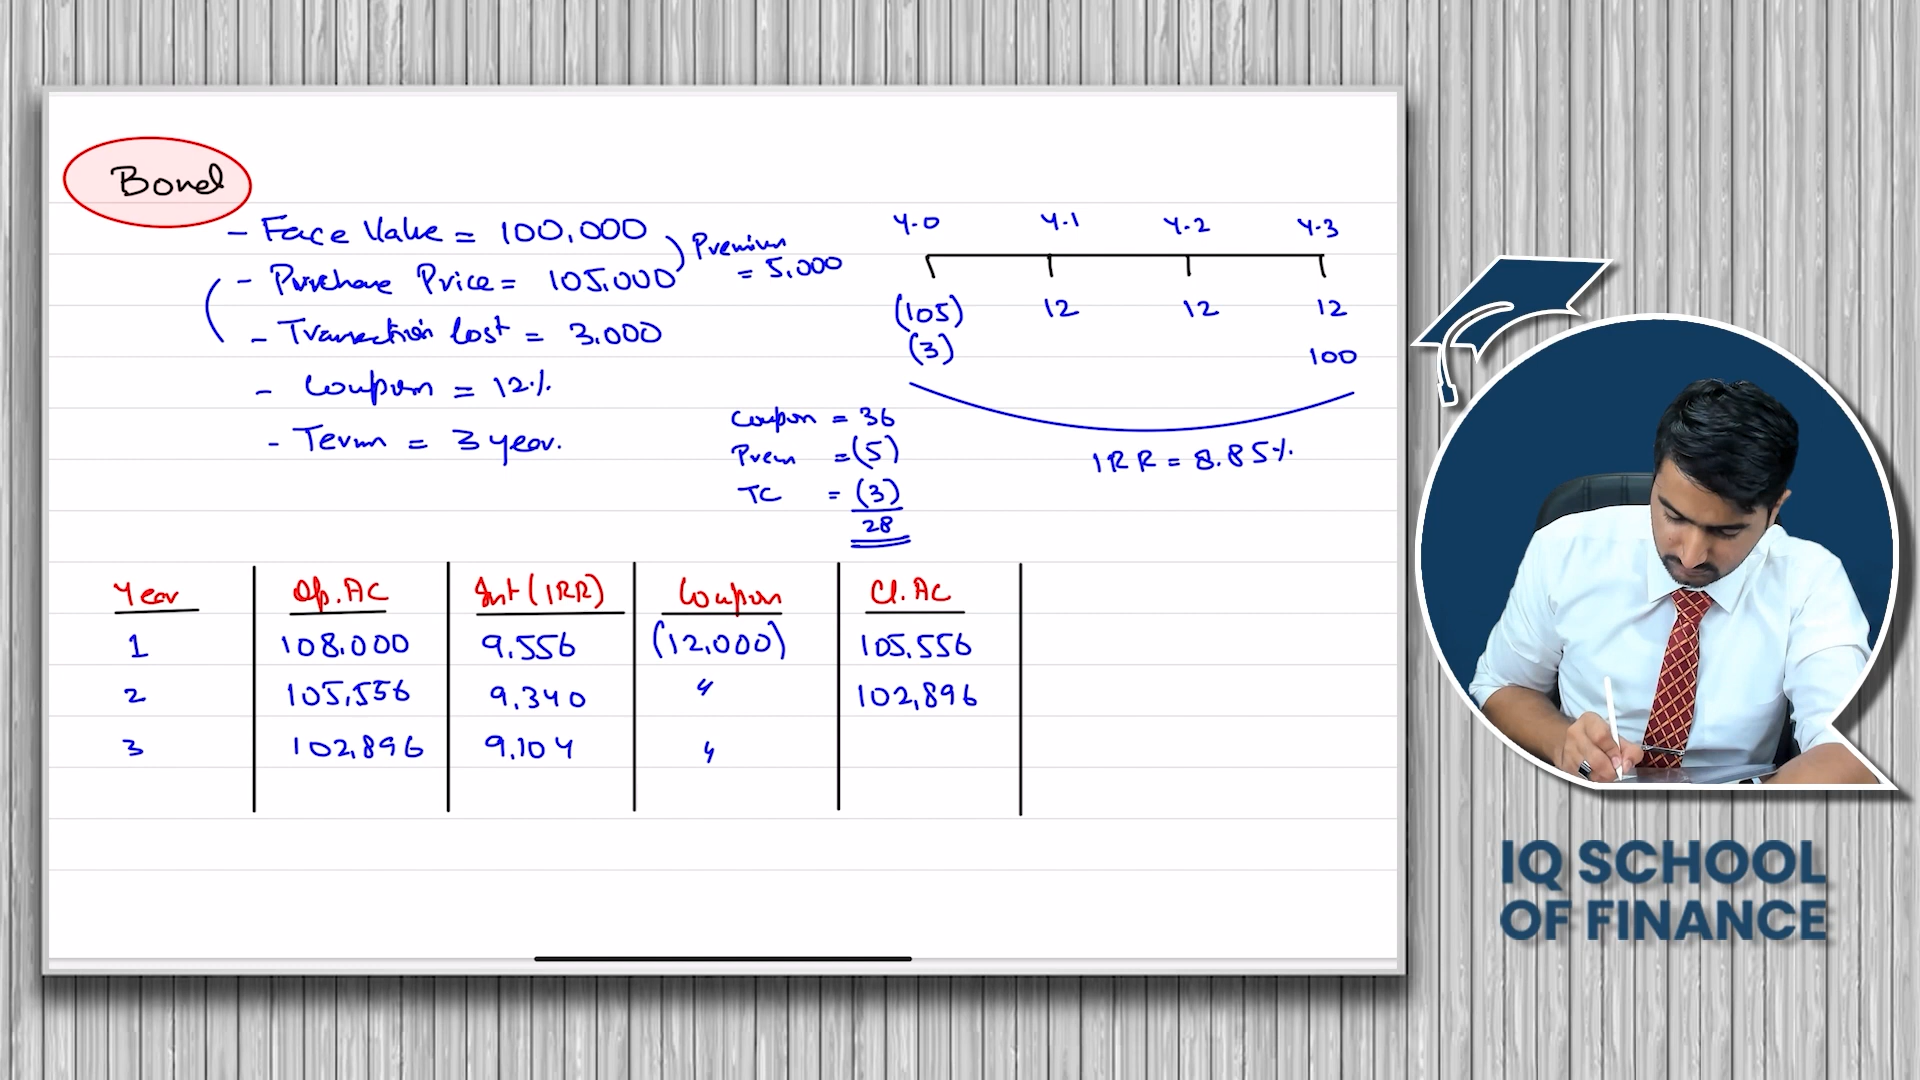 Bond
- Face Value = 100,000
- Purchase Price = 105,000
) Premium
= 5,000
- Transaction Cost = 3,000
- Coupon = 12%
- Term = 3 year.
Y-0 Y-1 Y-2 Y-3
(105) 12 12 12
(3) 100
IRR = 8.85%
Coupon = 36
Prem = (5)
TC = (3)
28
Year Op.AC Int (IRR) Coupon Cl.AC
1 108,000 9,556 (12,000) 105,556
2 105,556 9,340 " 102,896
3 102,896 9,104 "
IQ SCHOOL
OF FINANCE